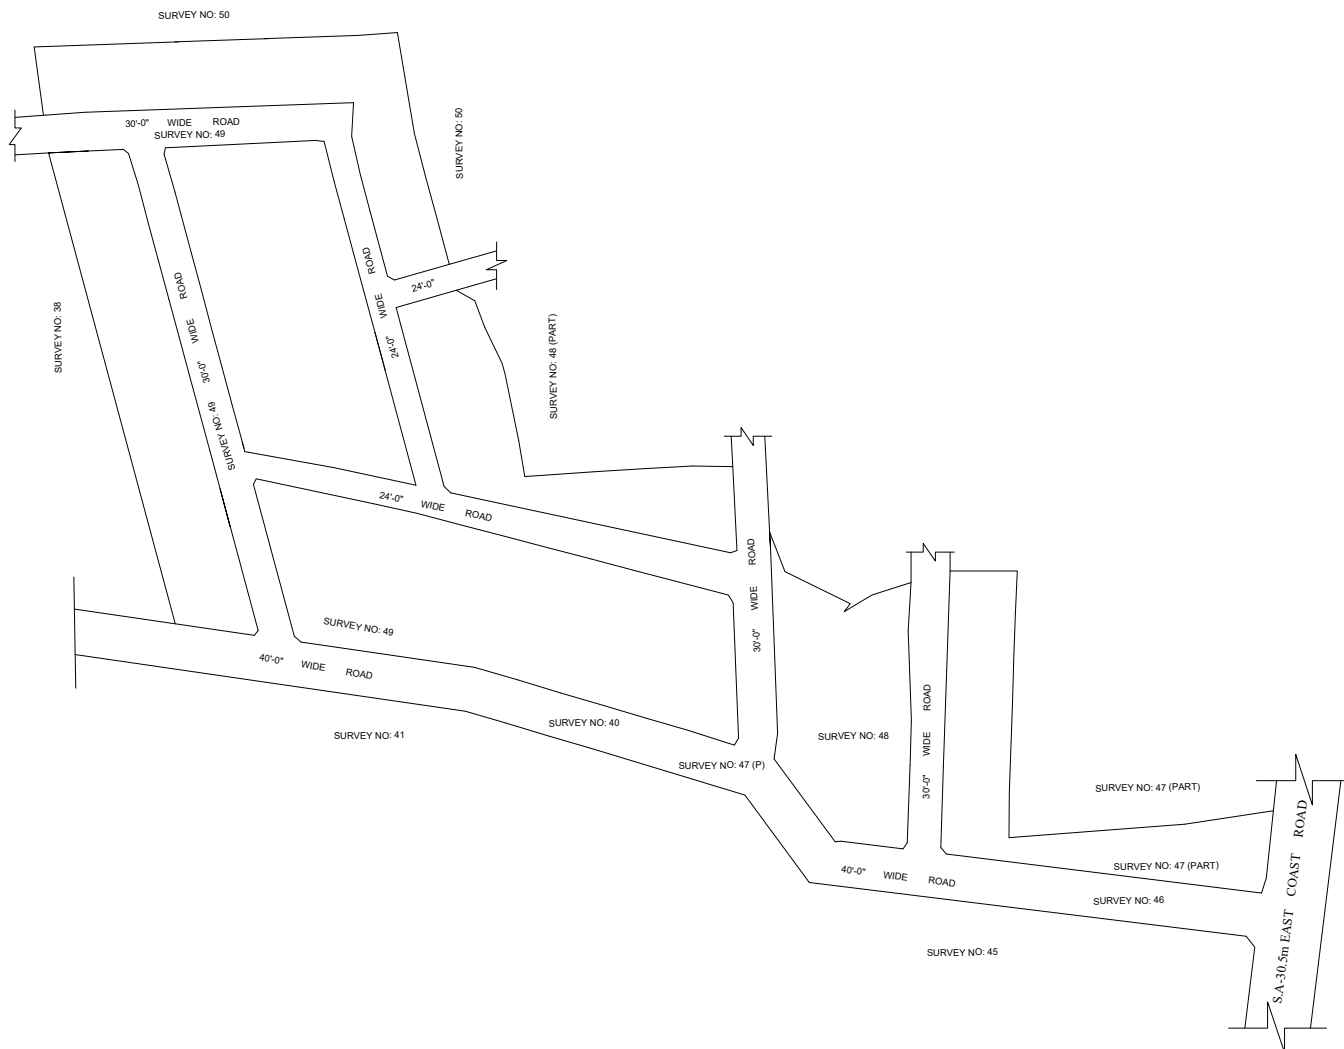 SURVEY NO: 50
SURVEY NO: 50
30'-0" WIDE ROAD
SURVEY NO: 49
SURVEY NO: 38
30'-0" WIDE ROAD
SURVEY NO: 49
24'-0" WIDE ROAD
24'-0"
SURVEY NO: 48 (PART)
24'-0" WIDE ROAD
30'-0" WIDE ROAD
SURVEY NO: 49
40'-0" WIDE ROAD
SURVEY NO: 41
SURVEY NO: 40
SURVEY NO: 47 (P)
SURVEY NO: 48
30'-0" WIDE ROAD
SURVEY NO: 47 (PART)
SURVEY NO: 47 (PART)
40'-0" WIDE ROAD
SURVEY NO: 46
SURVEY NO: 45
S.A-30.5m EAST COAST ROAD